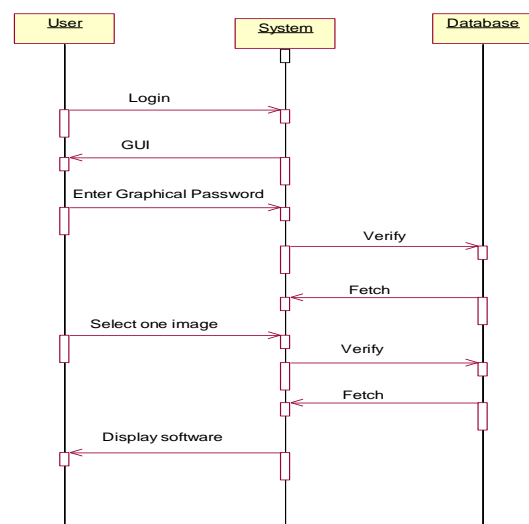 User
System
Database
Login
GUI
Enter Graphical Password
Verify
Fetch
Select one image
Verify
Fetch
Display software